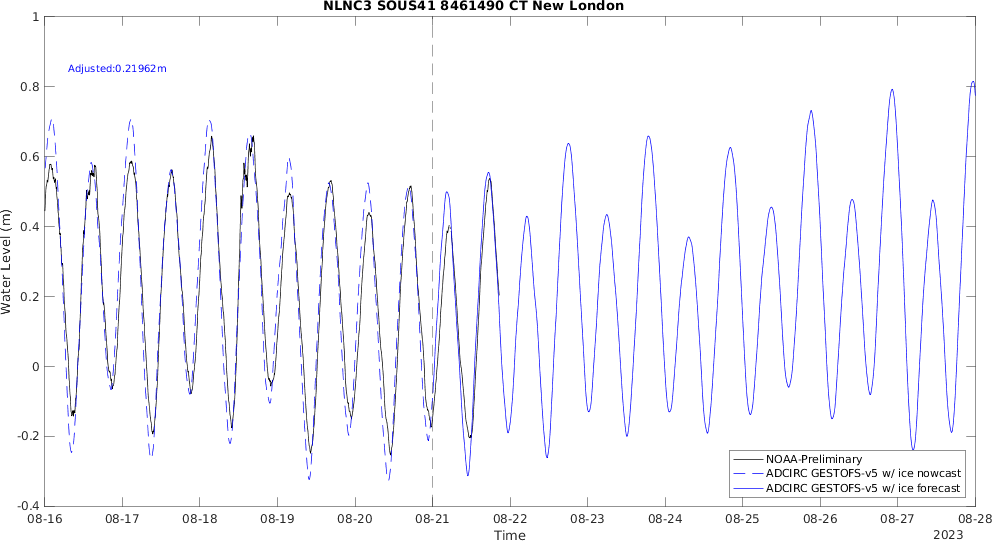 NLNC3 SOUS41 8461490 CT New London
1
0.8
0.6
0.4
0.2
0
-0.2
-0.4
Water Level (m)
Adjusted:0.21962m
NOAA-Preliminary
ADCIRC GESTOFS-v5 w/ ice nowcast
ADCIRC GESTOFS-v5 w/ ice forecast
08-16 08-17 08-18 08-19 08-20 08-21 08-22 08-23 08-24 08-25 08-26 08-27 08-28
Time
2023